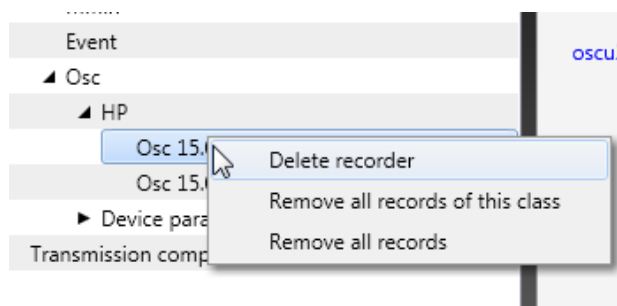 Event
oscu.
Osc
HP
Osc 15.
Delete recorder
Osc 15.
Remove all records of this class
Device para
Remove all records
Transmission comp